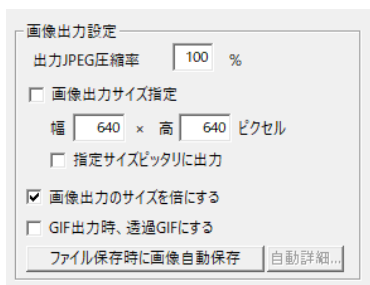 画像出力設定
出力JPEG圧縮率 100 %
画像出力サイズ指定
幅 640 × 高 640 ピクセル
指定サイズピッタリに出力
画像出力のサイズを倍にする
GIF出力時、透過GIFにする
ファイル保存時に画像自動保存 自動詳細...